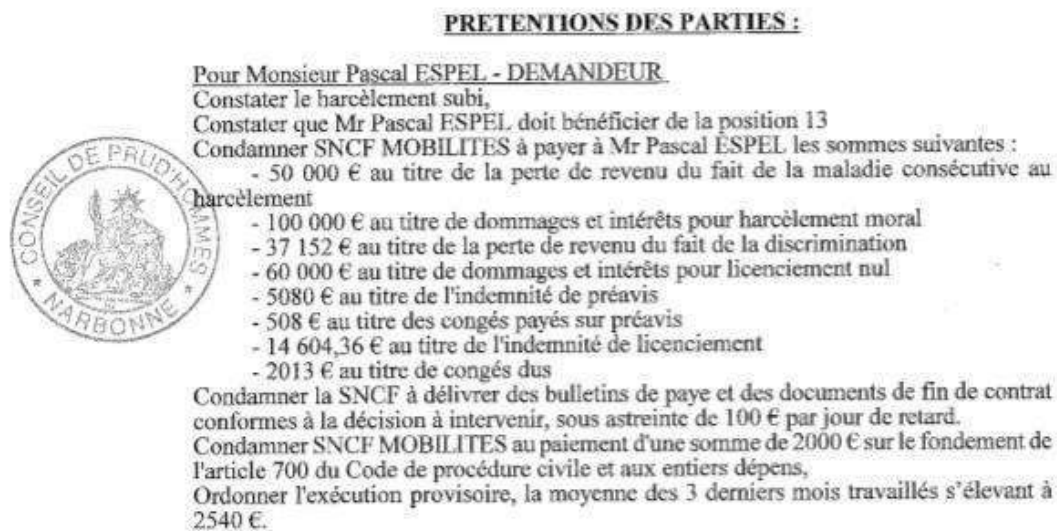 PRETENTIONS DES PARTIES :
Pour Monsieur Pascal ESPEL - DEMANDEUR
Constater le harcèlement subi,
Constater que Mr Pascal ESPEL doit bénéficier de la position 13
Condamner SNCF MOBILITES à payer à Mr Pascal ESPEL les sommes suivantes :
- 50 000 € au titre de la perte de revenu du fait de la maladie consécutive au
harcèlement
- 100 000 € au titre de dommages et intérêts pour harcèlement moral
- 37 152 € au titre de la perte de revenu du fait de la discrimination
- 60 000 € au titre de dommages et intérêts pour licenciement nul
- 5080 € au titre de l'indemnité de préavis
- 508 € au titre des congés payés sur préavis
- 14 604,36 € au titre de l'indemnité de licenciement
- 2013 € au titre de congés dus
Condamner la SNCF à délivrer des bulletins de paye et des documents de fin de contrat
conformes à la décision à intervenir, sous astreinte de 100 € par jour de retard.
Condamner SNCF MOBILITES au paiement d'une somme de 2000 € sur le fondement de
l'article 700 du Code de procédure civile et aux entiers dépens,
Ordonner l'exécution provisoire, la moyenne des 3 derniers mois travaillés s'élevant à
2540 €.
CONSEIL DE PRUD'HOMMES
* NARBONNE *